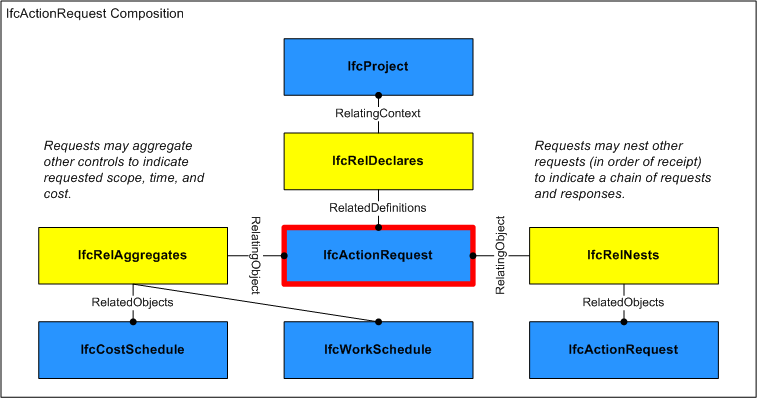 IfcActionRequest Composition
IfcProject
RelatingContext
Requests may aggregate
other controls to indicate
requested scope, time, and
cost.
IfcRelDeclares
Requests may nest other
requests (in order of receipt)
to indicate a chain of requests
and responses.
RelatedDefinitions
IfcRelAggregates
RelatingObject
IfcActionRequest
RelatingObject
IfcRelNests
RelatedObjects
RelatedObjects
IfcCostSchedule
IfcWorkSchedule
IfcActionRequest